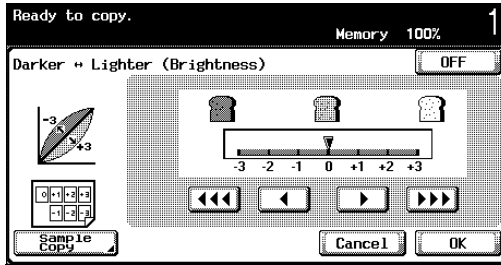 Ready to copy.
Memory 100% 1
Darker ↔ Lighter (Brightness) OFF
-3
+3
-3 -2 -1 0 +1 +2 +3
0 +1 +2 +3
-1 -2 -3
Sample Copy
Cancel OK